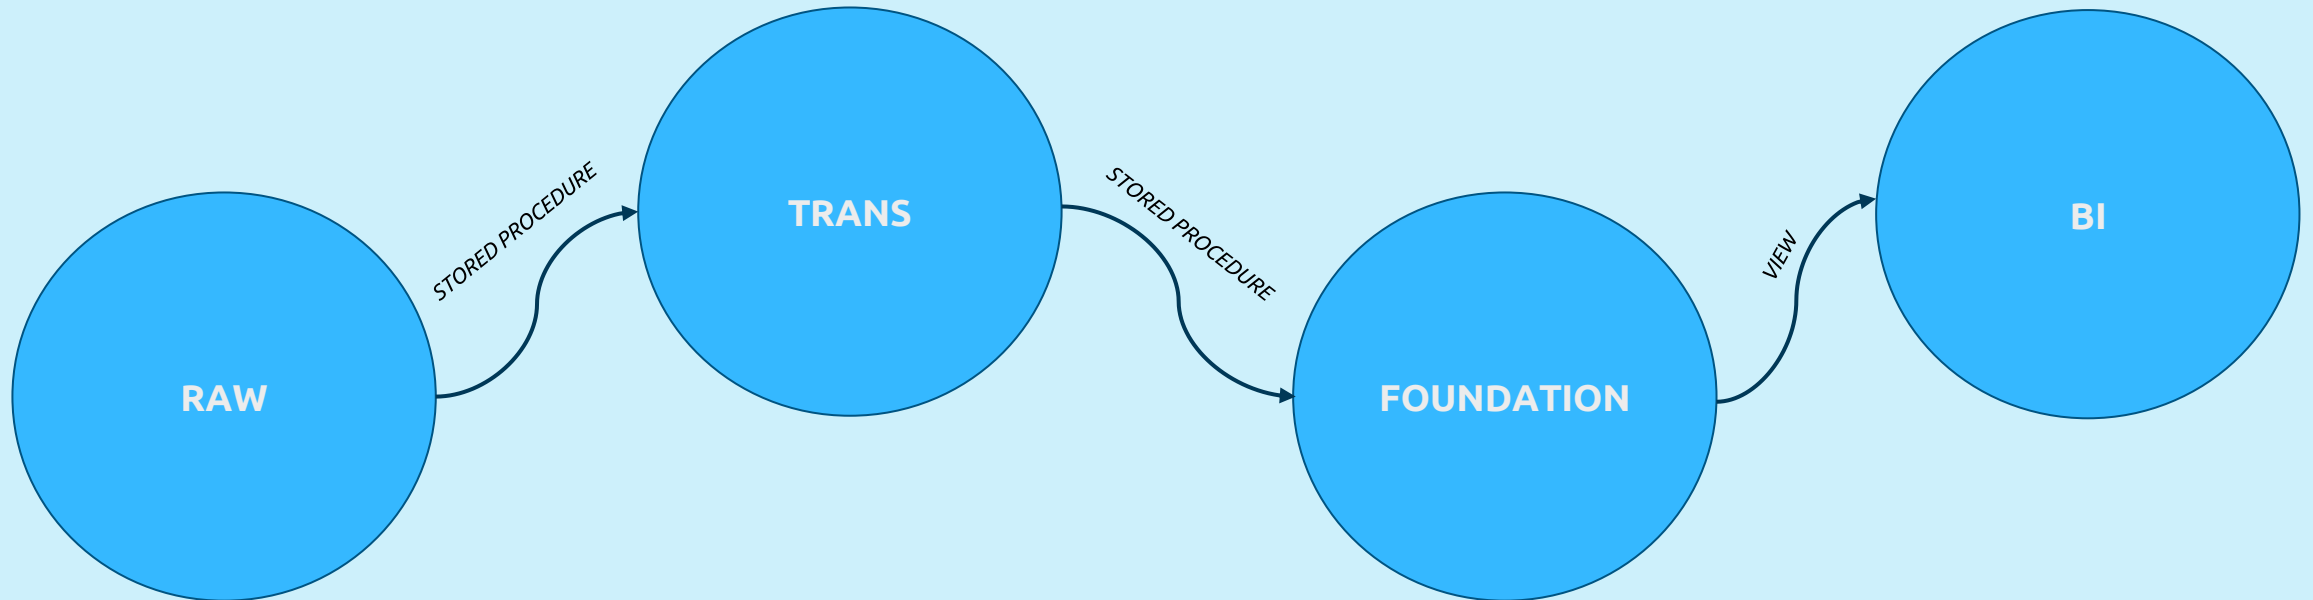 RAW
STORED PROCEDURE
TRANS
STORED PROCEDURE
FOUNDATION
VIEW
BI